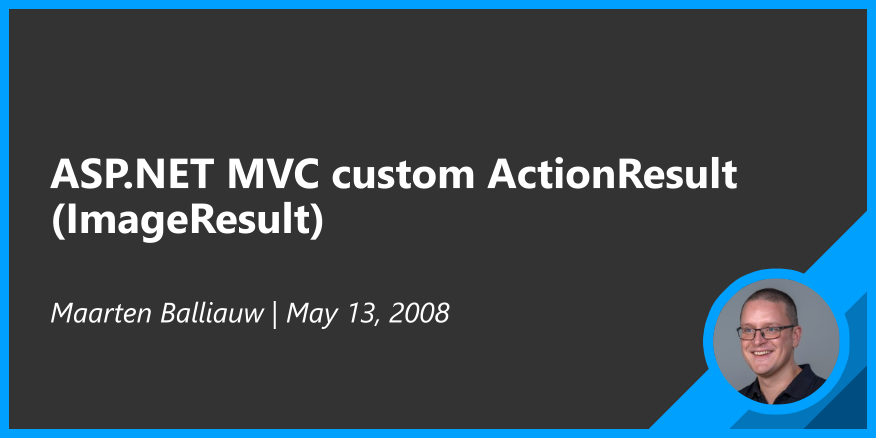 ASP.NET MVC custom ActionResult
(ImageResult)
Maarten Balliauw | May 13, 2008